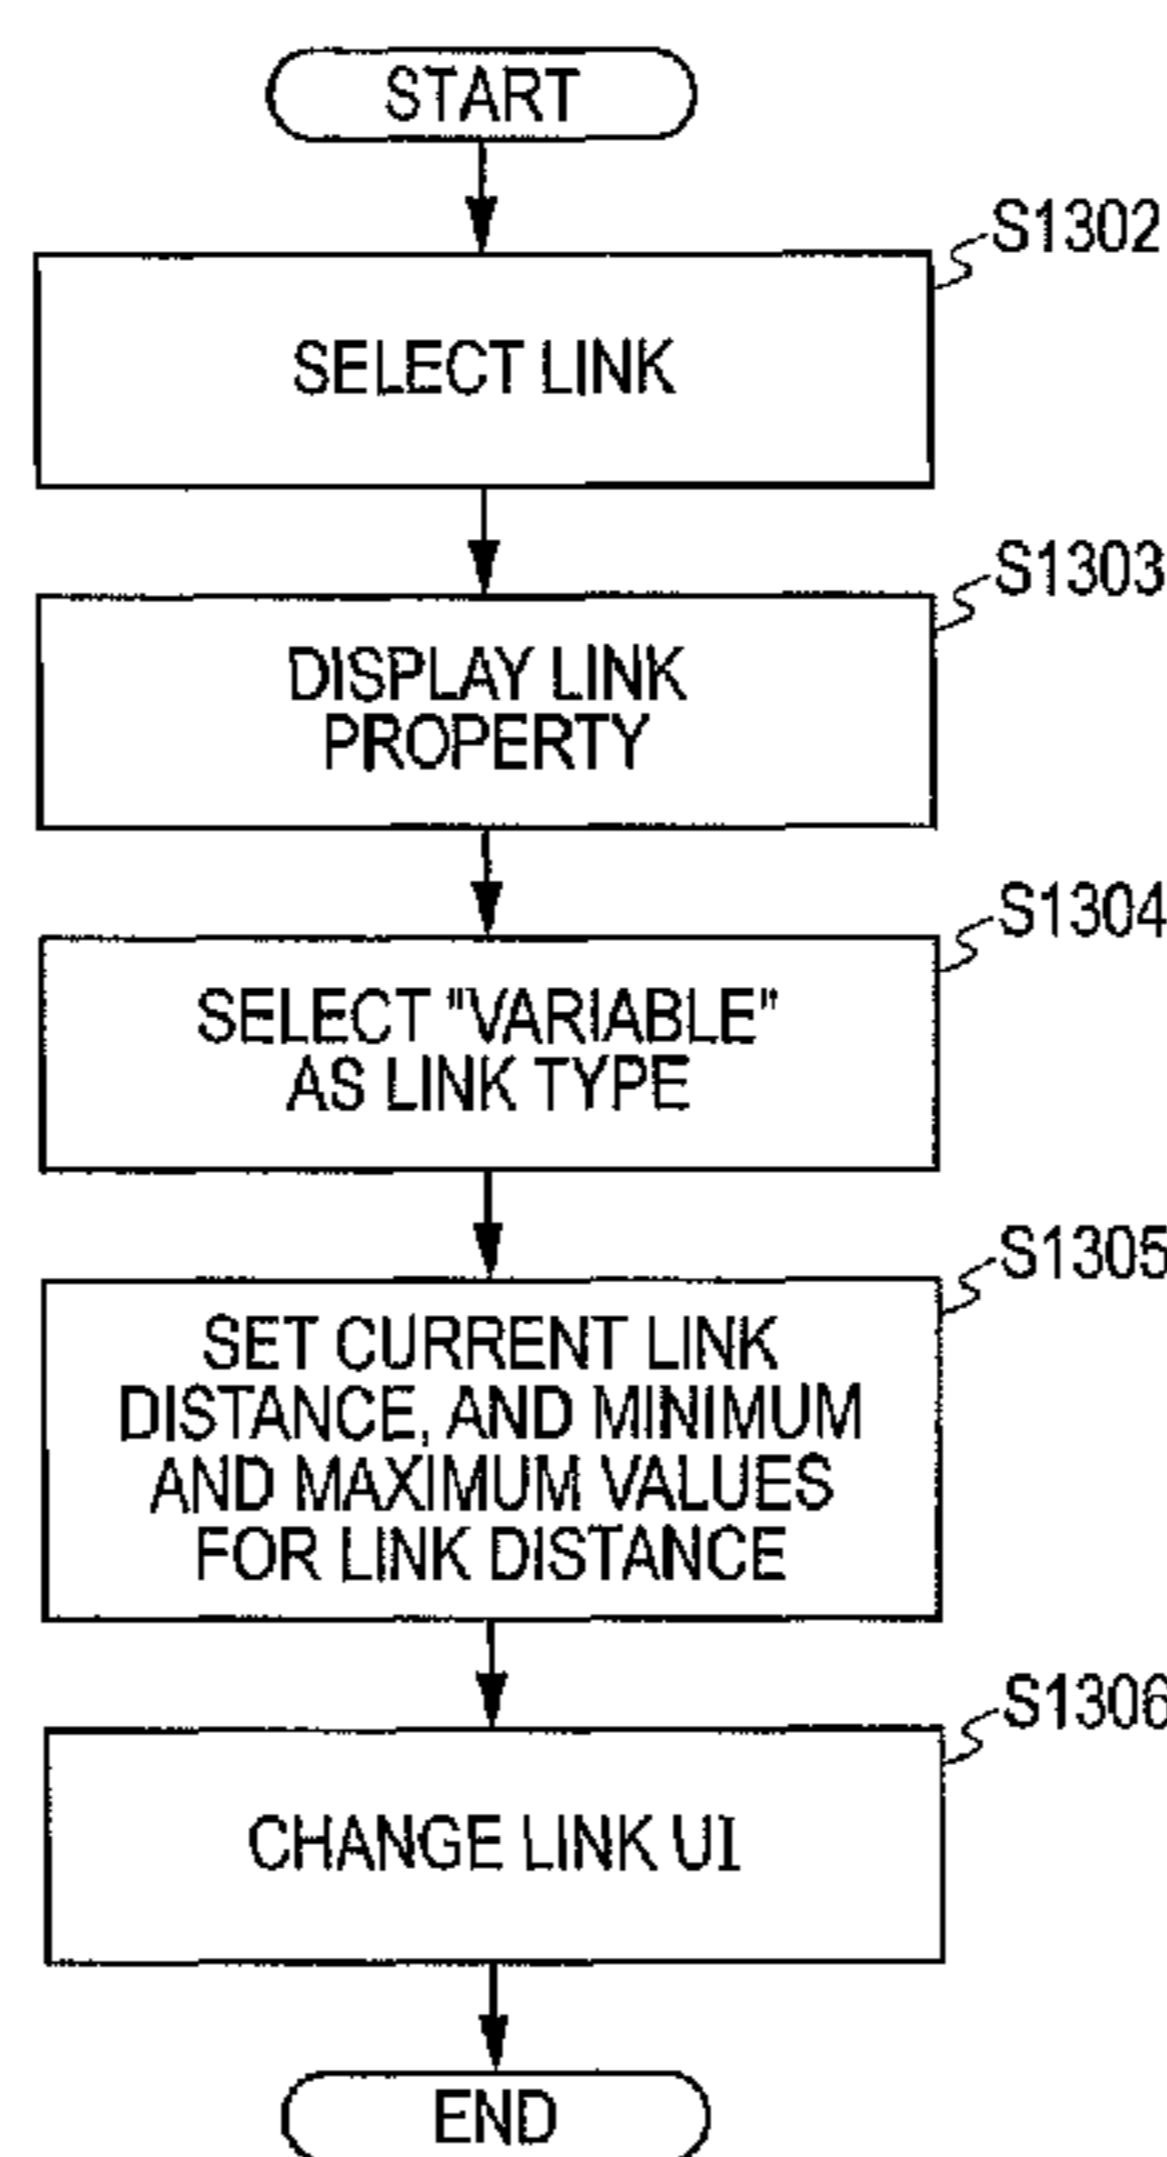 START
S1302
SELECT LINK
S1303
DISPLAY LINK
PROPERTY
S1304
SELECT "VARIABLE"
AS LINK TYPE
S1305
SET CURRENT LINK
DISTANCE, AND MINIMUM
AND MAXIMUM VALUES
FOR LINK DISTANCE
S1306
CHANGE LINK UI
END